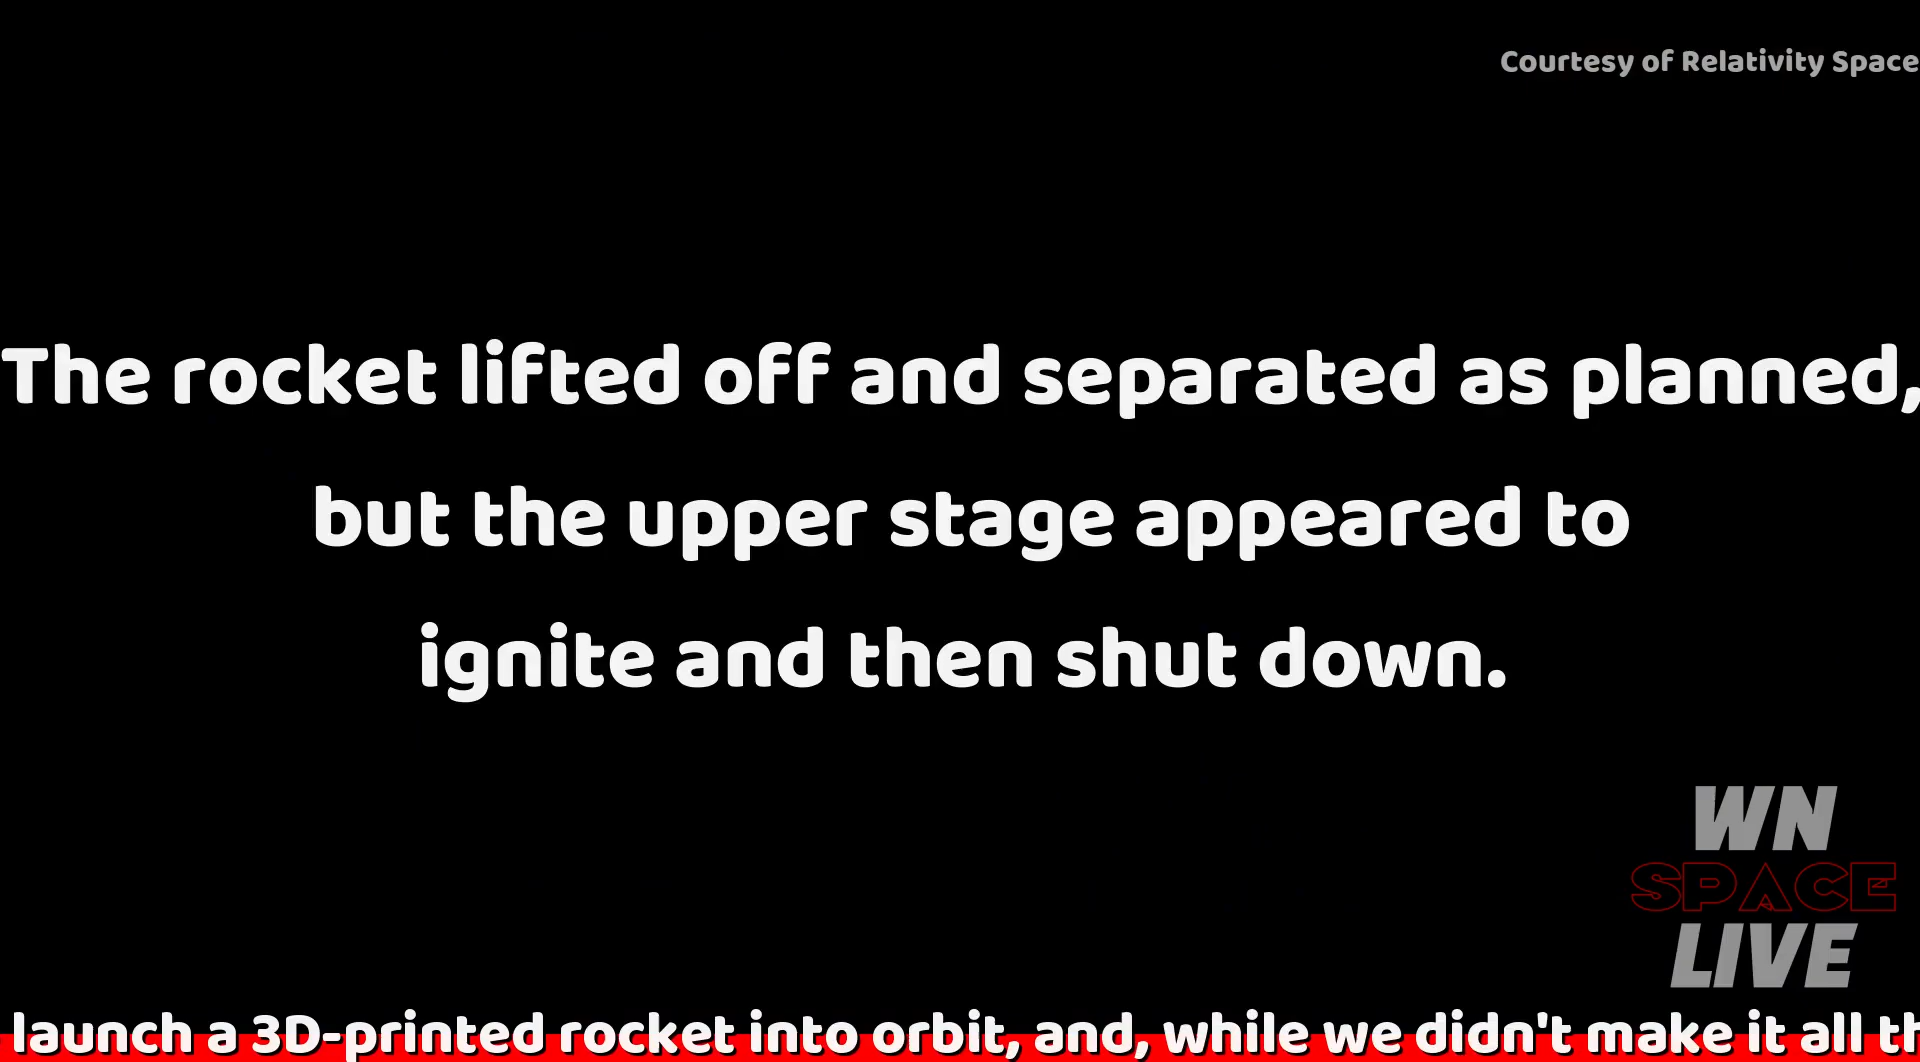 Courtesy of Relativity Space
The rocket lifted off and separated as planned,
but the upper stage appeared to
ignite and then shut down.
WN
SPACE
LIVE
launch a 3D-printed rocket into orbit, and, while we didn't make it all th